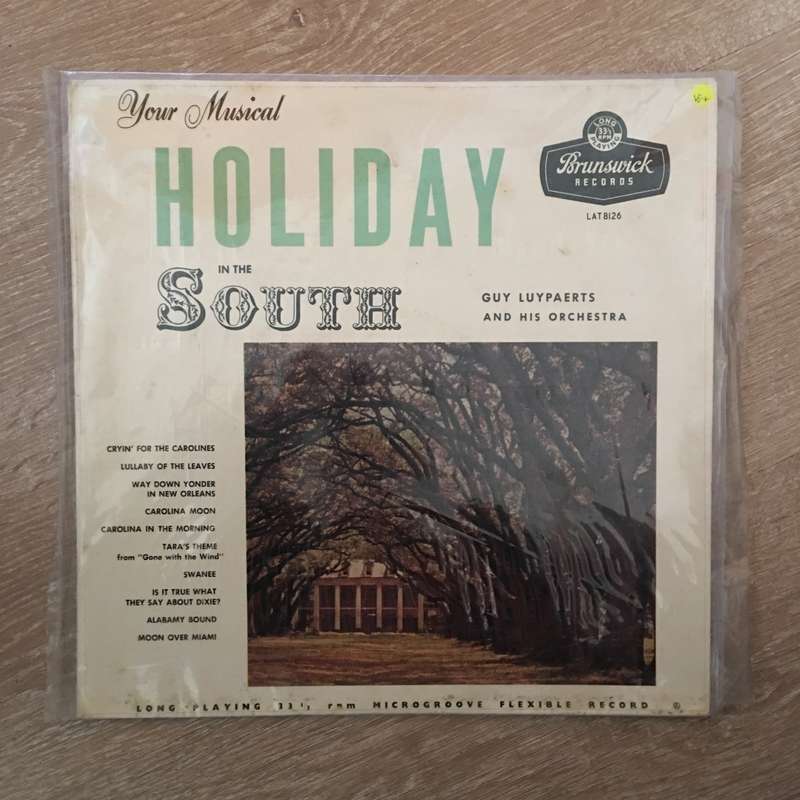 Your Musical
HOLIDAY
IN THE
SOUTH
LONG
33⅓
RPM
PLAYING
Brunswick
RECORDS
LAT 8126
GUY LUYPAERTS
AND HIS ORCHESTRA
CRYIN' FOR THE CAROLINES
LULLABY OF THE LEAVES
WAY DOWN YONDER
IN NEW ORLEANS
CAROLINA MOON
CAROLINA IN THE MORNING
TARA'S THEME
from "Gone with the Wind"
SWANEE
IS IT TRUE WHAT
THEY SAY ABOUT DIXIE?
ALABAMY BOUND
MOON OVER MIAMI
LONG PLAYING 33⅓ rpm MICROGROOVE FLEXIBLE RECORD